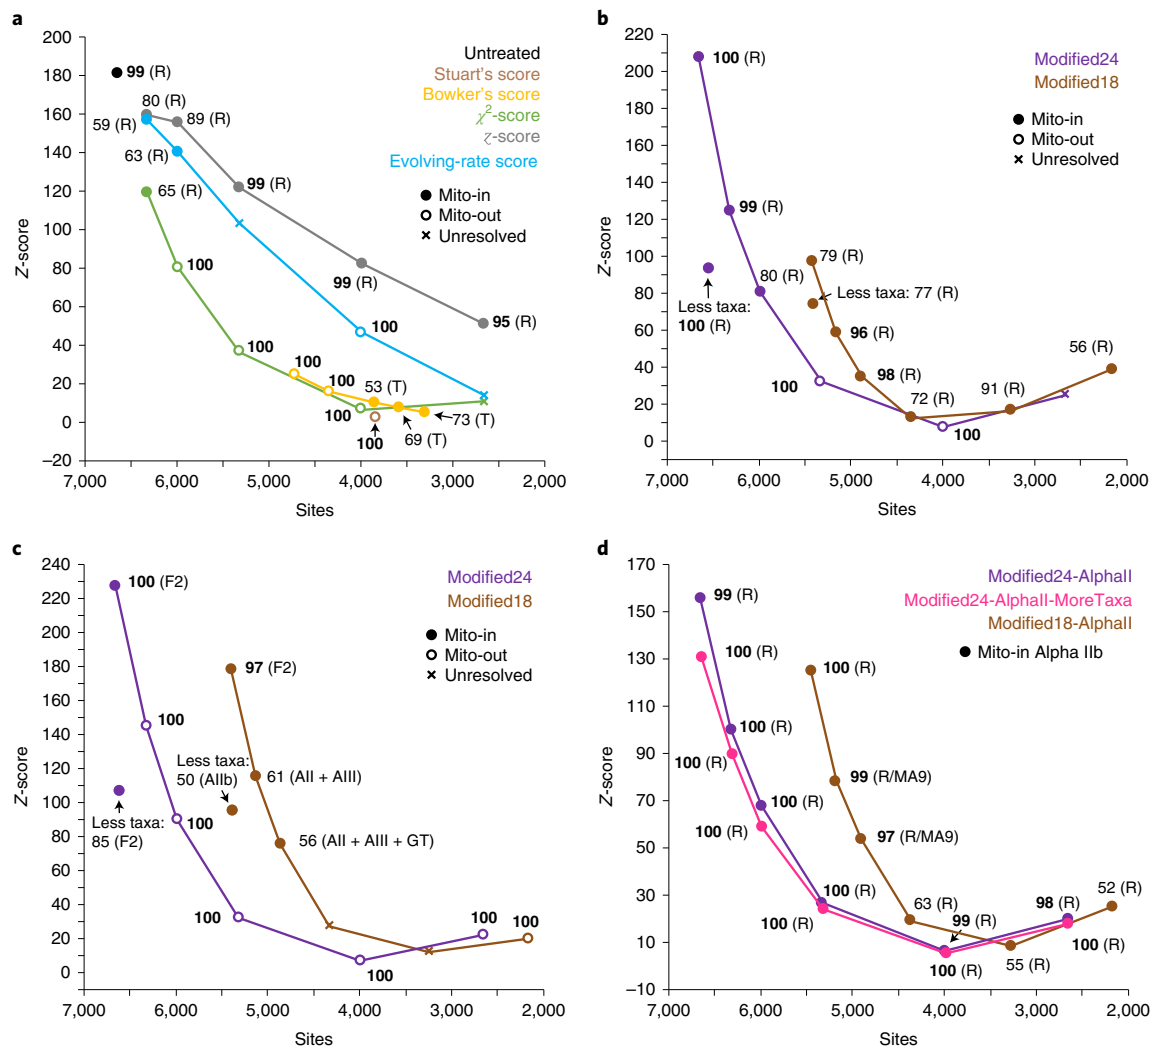 a
Untreated
Stuart's score
Bowker's score
χ²-score
ζ-score
Evolving-rate score
Mito-in
Mito-out
Unresolved
Z-score
200
180
160
140
120
100
80
60
40
20
0
–20
99 (R)
80 (R)
89 (R)
59 (R)
63 (R)
65 (R)
99 (R)
100
99 (R)
100
95 (R)
100
100
100
53 (T)
100
100
69 (T)
73 (T)
7,000 6,000 5,000 4,000 3,000 2,000
Sites
b
Modified24
Modified18
Mito-in
Mito-out
Unresolved
Z-score
220
200
180
160
140
120
100
80
60
40
20
0
100 (R)
99 (R)
79 (R)
80 (R)
Less taxa: 77 (R)
Less taxa:
100 (R)
96 (R)
98 (R)
100
72 (R)
91 (R)
56 (R)
100
7,000 6,000 5,000 4,000 3,000 2,000
Sites
c
Modified24
Modified18
Mito-in
Mito-out
Unresolved
Z-score
240
220
200
180
160
140
120
100
80
60
40
20
0
100 (F2)
97 (F2)
100
Less taxa:
50 (AIIb)
61 (AII + AIII)
Less taxa:
85 (F2)
100
56 (AII + AIII + GT)
100
100
100
100
7,000 6,000 5,000 4,000 3,000 2,000
Sites
d
Modified24-AlphaII
Modified24-AlphaII-MoreTaxa
Modified18-AlphaII
Mito-in Alpha IIb
Z-score
170
150
130
110
90
70
50
30
10
–10
99 (R)
100 (R)
100 (R)
100 (R)
100 (R)
99 (R/MA9)
100 (R)
100 (R)
97 (R/MA9)
100 (R)
63 (R)
98 (R)
52 (R)
100 (R)
99 (R)
100 (R)
55 (R)
100 (R)
7,000 6,000 5,000 4,000 3,000 2,000
Sites